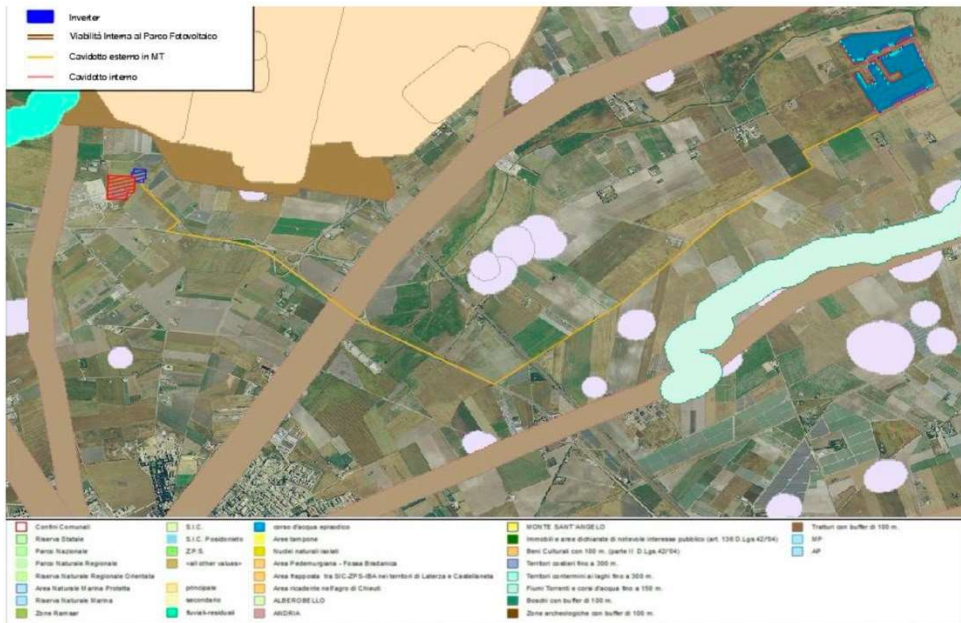 Inverter
Viabilità Interna al Parco Fotovoltaico
Cavidotto esterno in MT
Cavidotto interno
Confini Comunali
Riserva Statale
Parco Nazionale
Parco Naturale Regionale
Riserva Naturale Regionale Orientata
Area Naturale Marina Protetta
Riserva Naturale Marina
Zone Ramsar
S.I.C.
S.I.C. Posidonieto
Z.P.S.
<all other values>
principale
secondario
fluviali-residuali
corso d'acqua episodico
Aree tampone
Nuclei naturali isolati
Area Pedemurgiana - Fossa Bradanica
Area frapposta tra SIC-ZPS-IBA nei territori di Laterza e Castellaneta
Area ricadente nell'agro di Chieuti
ALBEROBELLO
ANDRIA
MONTE SANT'ANGELO
Immobili e aree dichiarate di notevole interesse pubblico (art. 136 D.Lgs 42/'04)
Beni Culturali con 100 m. (parte II D.Lgs 42/'04)
Territori costieri fino a 300 m.
Territori contermini ai laghi fino a 300 m.
Fiumi Torrenti e corsi d'acqua fino a 150 m.
Boschi con buffer di 100 m.
Zone archeologiche con buffer di 100 m.
Tratturi con buffer di 100 m.
MP
AP